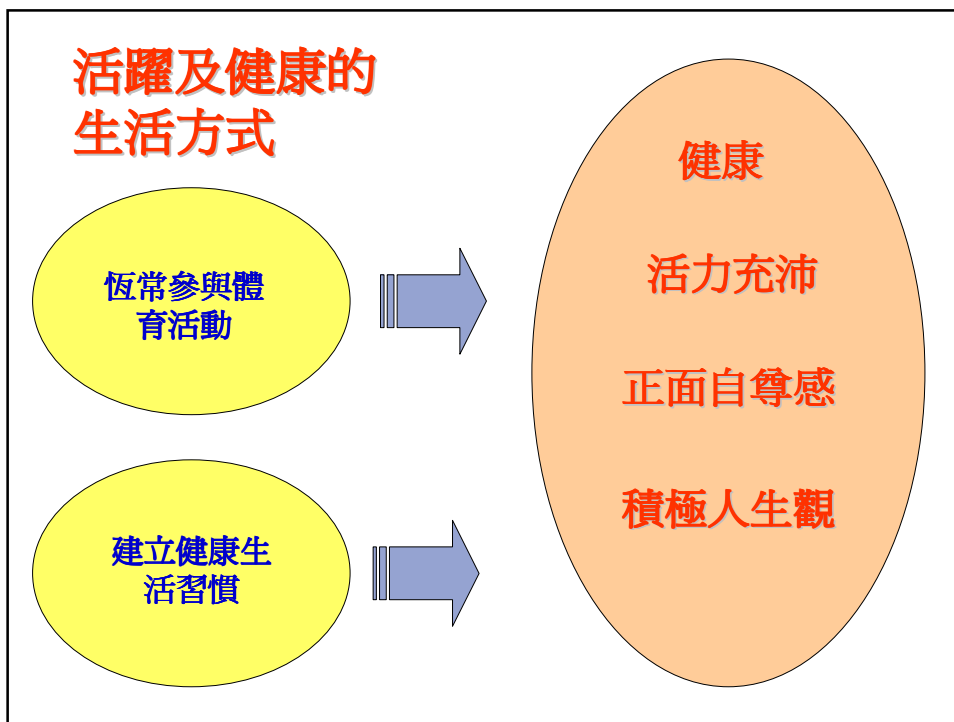 活躍及健康的
生活方式
恆常參與體
育活動
建立健康生
活習慣
健康
活力充沛
正面自尊感
積極人生觀